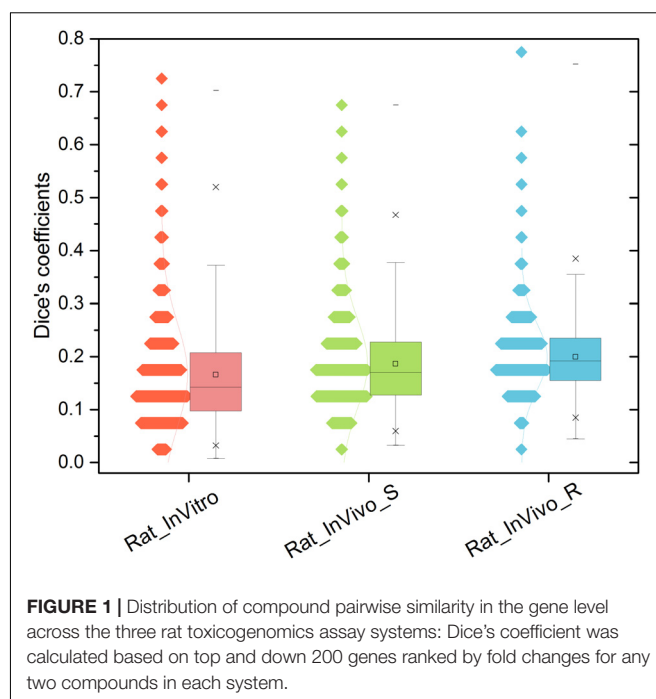 0.8
0.7
0.6
0.5
0.4
0.3
0.2
0.1
0.0
Dice's coefficients
Rat_InVitro
Rat_InVivo_S
Rat_InVivo_R
FIGURE 1 | Distribution of compound pairwise similarity in the gene level
across the three rat toxicogenomics assay systems: Dice's coefficient was
calculated based on top and down 200 genes ranked by fold changes for any
two compounds in each system.